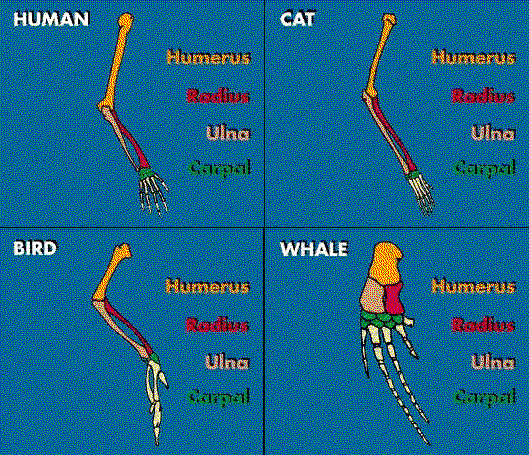 HUMAN
Humerus
Radius
Ulna
Carpal
CAT
Humerus
Radius
Ulna
Carpal
BIRD
Humerus
Radius
Ulna
Carpal
WHALE
Humerus
Radius
Ulna
Carpal